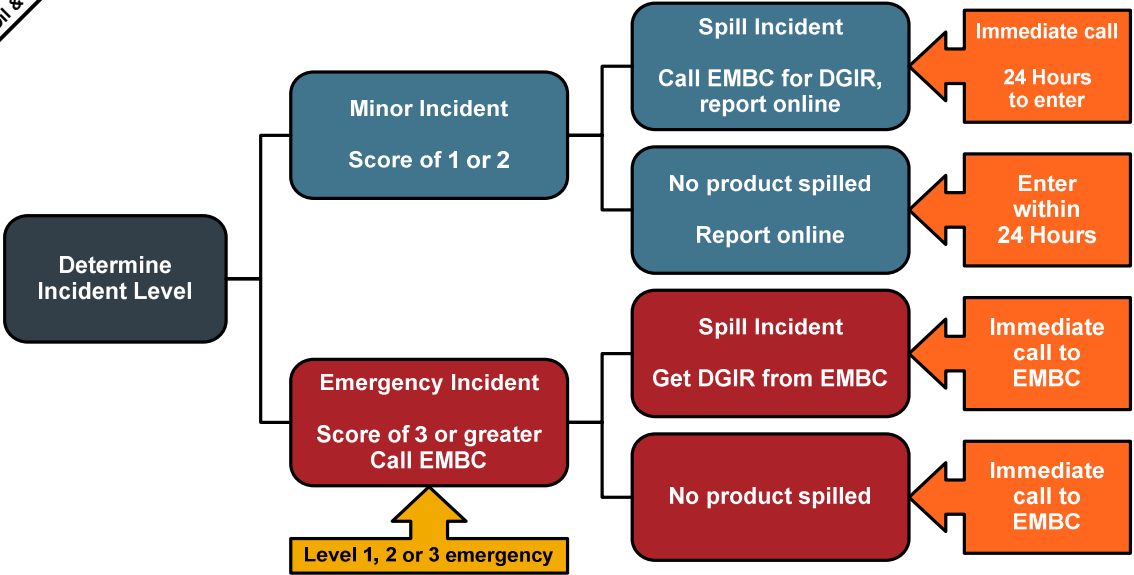 Oil &
Determine
Incident Level
Minor Incident
Score of 1 or 2
Spill Incident
Call EMBC for DGIR,
report online
Immediate call
24 Hours
to enter
No product spilled
Report online
Enter
within
24 Hours
Emergency Incident
Score of 3 or greater
Call EMBC
Level 1, 2 or 3 emergency
Spill Incident
Get DGIR from EMBC
Immediate
call to
EMBC
No product spilled
Immediate
call to
EMBC